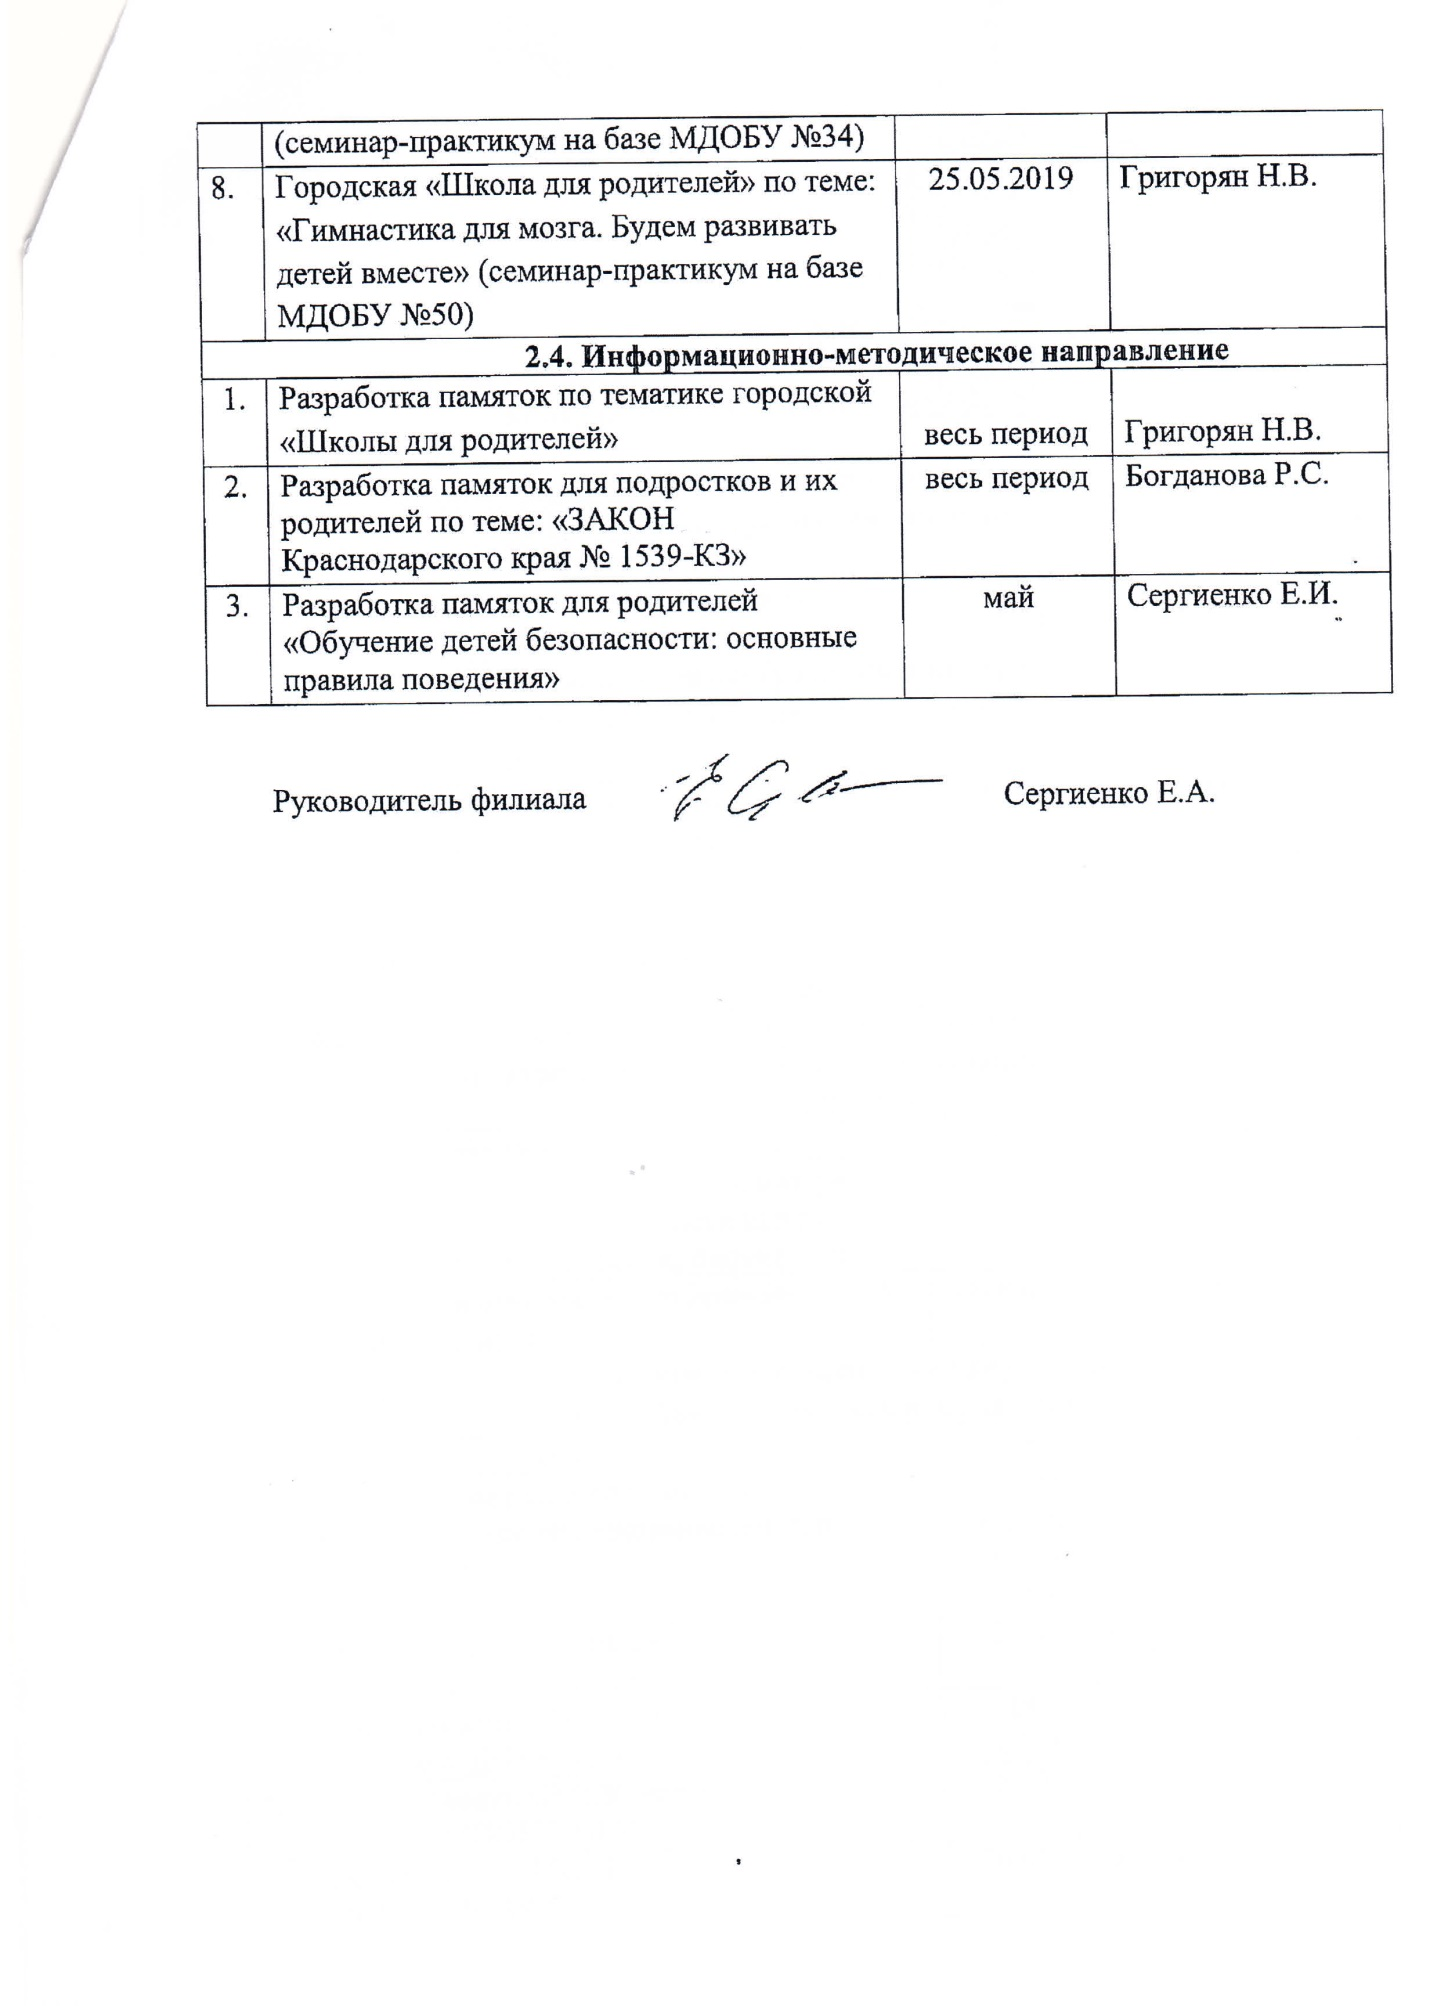 (семинар-практикум на базе МДОБУ №34)
8. Городская «Школа для родителей» по теме: 25.05.2019 Григорян Н.В.
«Гимнастика для мозга. Будем развивать
детей вместе» (семинар-практикум на базе
МДОБУ №50)
2.4. Информационно-методическое направление
1. Разработка памяток по тематике городской
«Школы для родителей» весь период Григорян Н.В.
2. Разработка памяток для подростков и их весь период Богданова Р.С.
родителей по теме: «ЗАКОН
Краснодарского края № 1539-КЗ»
3. Разработка памяток для родителей май Сергиенко Е.И.
«Обучение детей безопасности: основные
правила поведения»
Руководитель филиала Сергиенко Е.А.